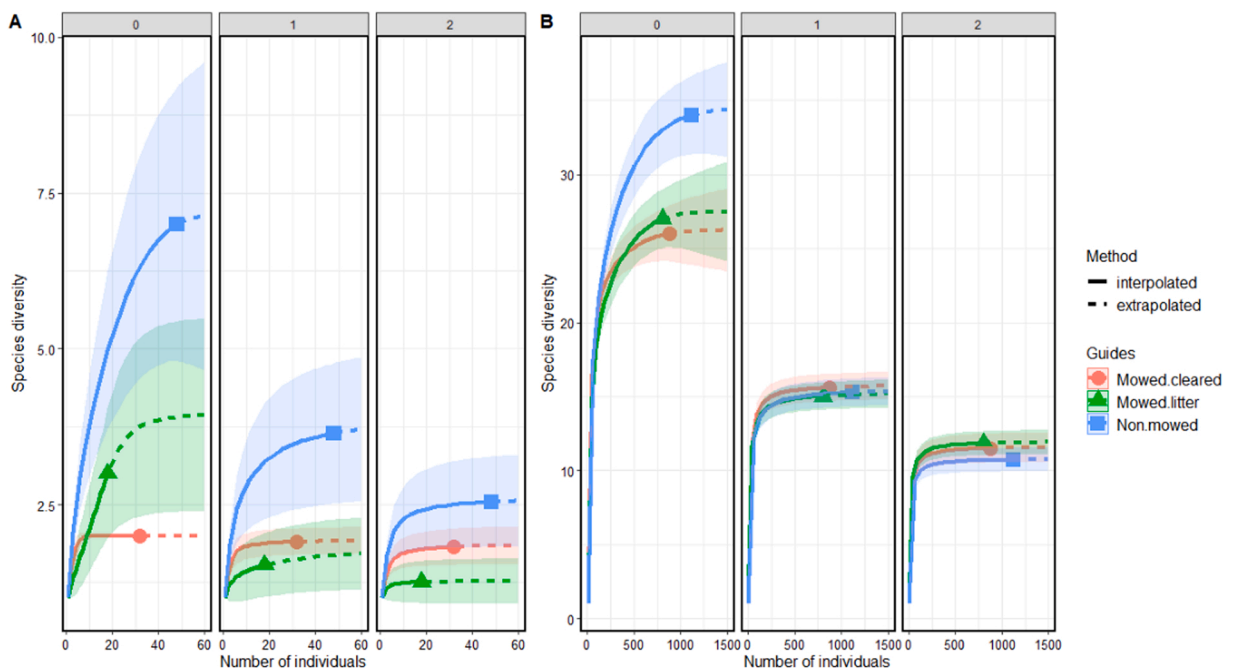 A
0
1
2
B
0
1
2
10.0
7.5
5.0
2.5
Species diversity
0 20 40 60
0 20 40 60
0 20 40 60
Number of individuals
30
20
10
0
Species diversity
0 500 1000 1500
0 500 1000 1500
0 500 1000 1500
Number of individuals
Method
interpolated
extrapolated
Guides
Mowed.cleared
Mowed.litter
Non.mowed